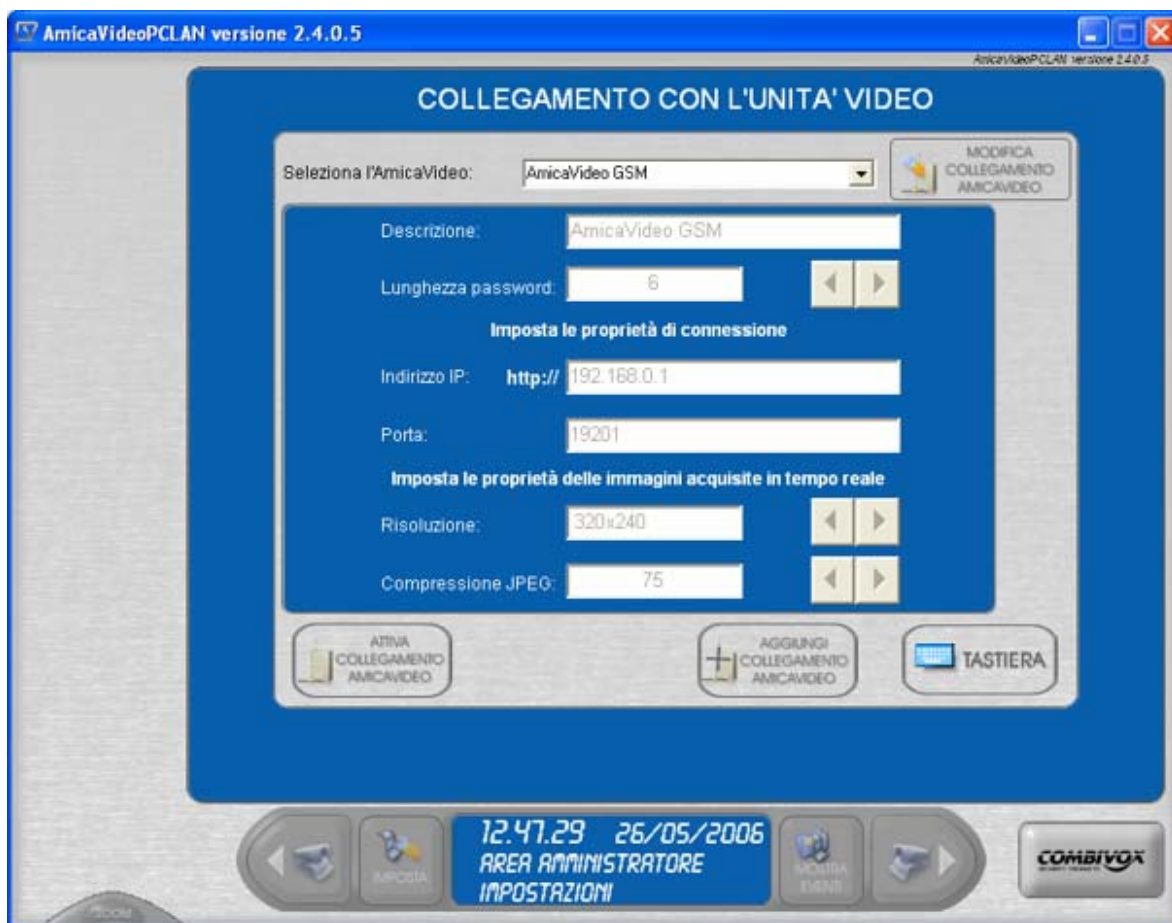 AmicaVideoPCLAN versione 2.4.0.5
AmicaVideoPCLAN versione 2.4.0.5
COLLEGAMENTO CON L'UNITA' VIDEO
Seleziona l'AmicaVideo: AmicaVideo GSM
MODIFICA
COLLEGAMENTO
AMICAVIDEO
Descrizione: AmicaVideo GSM
Lunghezza password: 6
Imposta le proprietà di connessione
Indirizzo IP: http:// 192.168.0.1
Porta: 19201
Imposta le proprietà delle immagini acquisite in tempo reale
Risoluzione: 320x240
Compressione JPEG: 75
ATTIVA
COLLEGAMENTO
AMICAVIDEO
AGGIUNGI
COLLEGAMENTO
AMICAVIDEO
TASTIERA
IMPOSTA
12.47.29 26/05/2006
AREA AMMINISTRATORE
IMPOSTAZIONI
MOSTRA
EVENTI
COMBIVOX
ZOOM